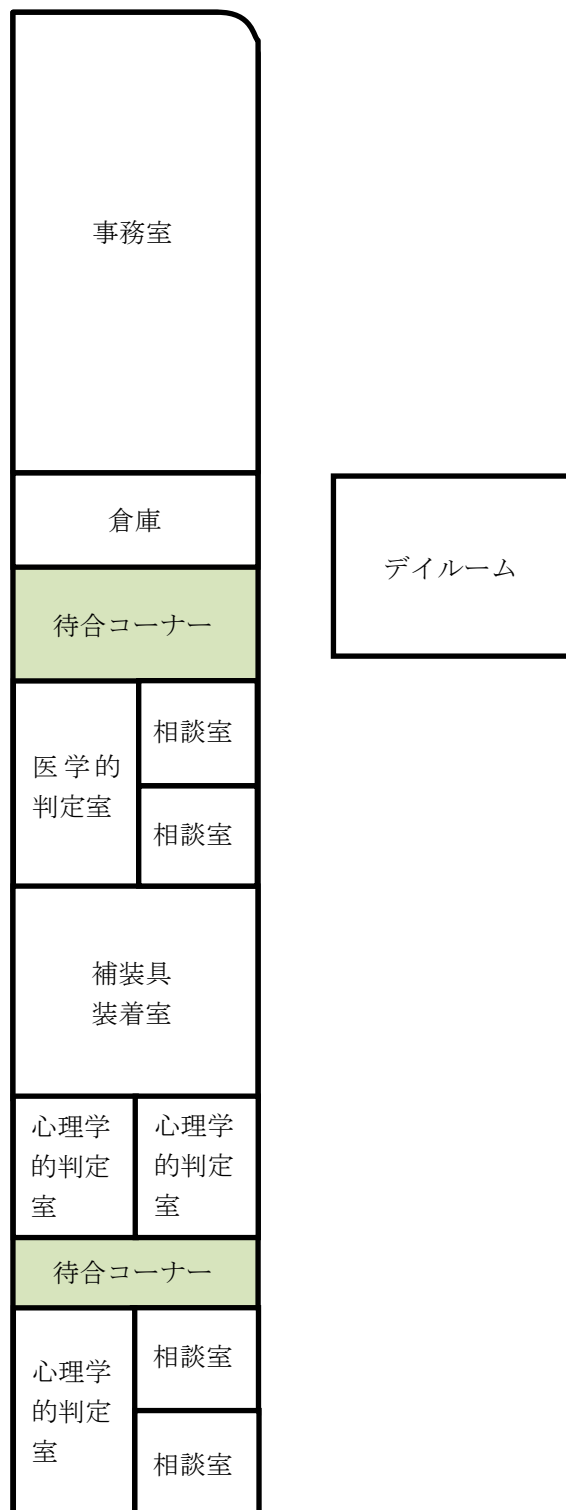 事務室
倉庫
デイルーム
待合コーナー
相談室
医学的
判定室
相談室
補装具
装着室
心理学
的判定
室
心理学
的判定
室
待合コーナー
心理学
的判定
室
相談室
相談室